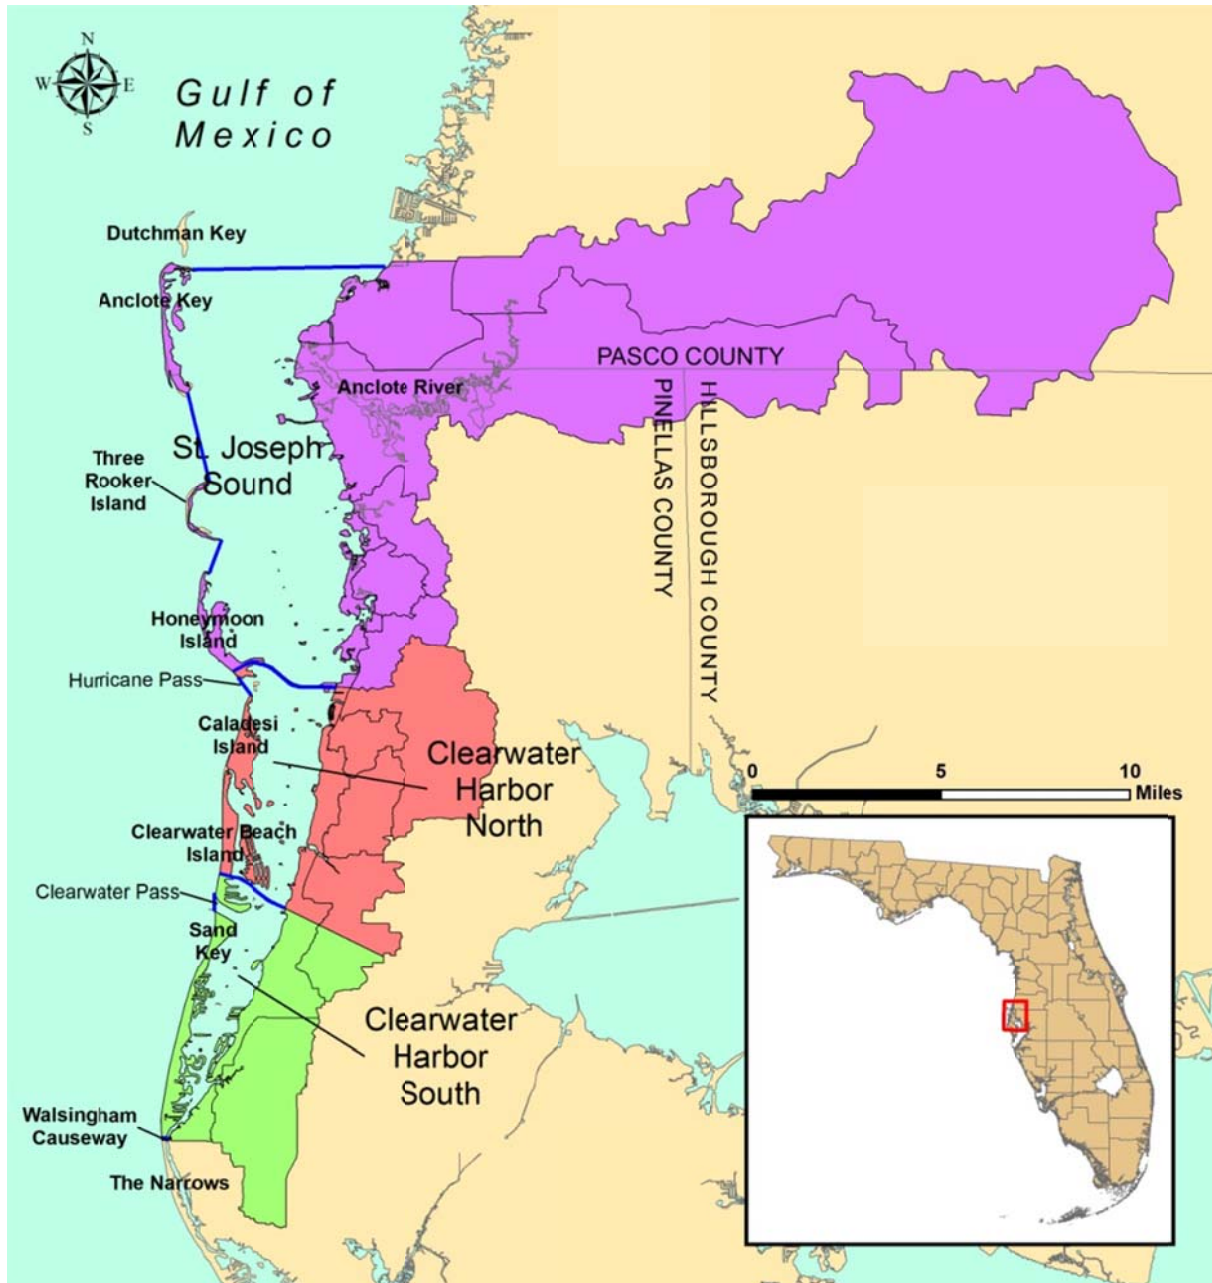 N
W E
S
Gulf of
Mexico
Dutchman Key
Anclote Key
PASCO COUNTY
Anclote River
PINELLAS COUNTY
HILLSBOROUGH COUNTY
St. Joseph
Sound
Three
Rooker
Island
Honeymoon
Island
Hurricane Pass
Caladesi
Island
Clearwater
Harbor
North
0 5 10
Miles
Clearwater Beach
Island
Clearwater Pass
Sand
Key
Clearwater
Harbor
South
Walsingham
Causeway
The Narrows